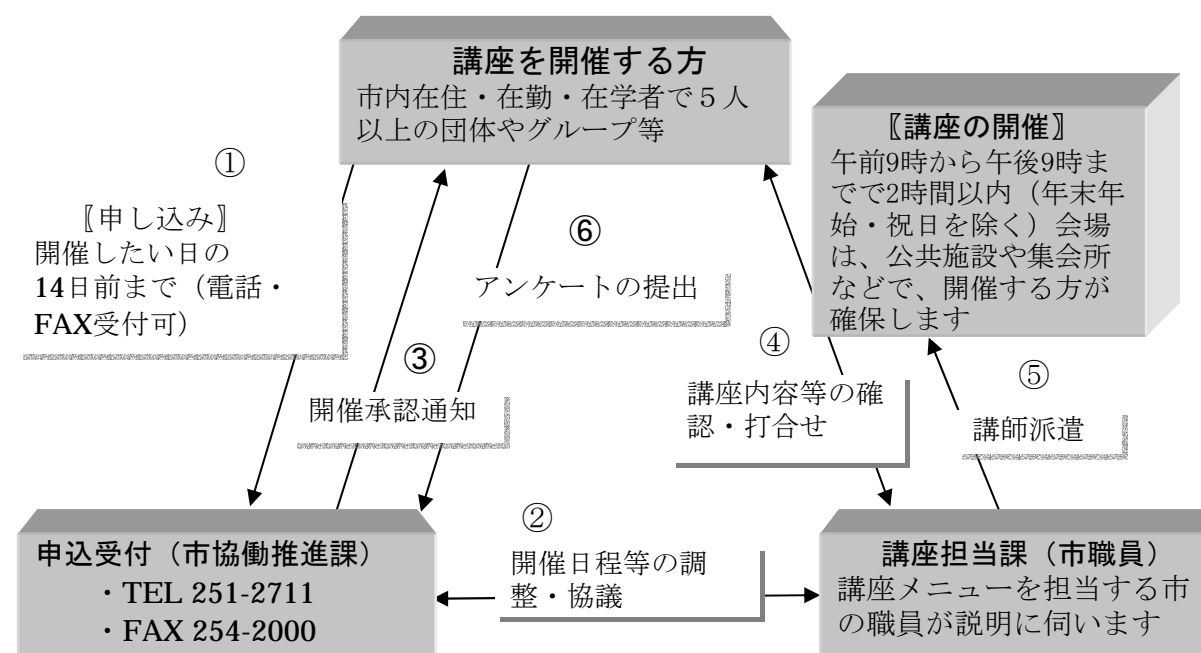 講座を開催する方
市内在住・在勤・在学者で５人
以上の団体やグループ等
〖講座の開催〗
午前9時から午後9時ま
でで2時間以内（年末年
始・祝日を除く）会場
は、公共施設や集会所
などで、開催する方が
確保します
①
〖申し込み〗
開催したい日の
14日前まで（電話・
FAX受付可）
⑥
アンケートの提出
③
開催承認通知
④
講座内容等の確
認・打合せ
⑤
講師派遣
②
開催日程等の調
整・協議
申込受付（市協働推進課）
・TEL 251-2711
・FAX 254-2000
講座担当課（市職員）
講座メニューを担当する市
の職員が説明に伺います